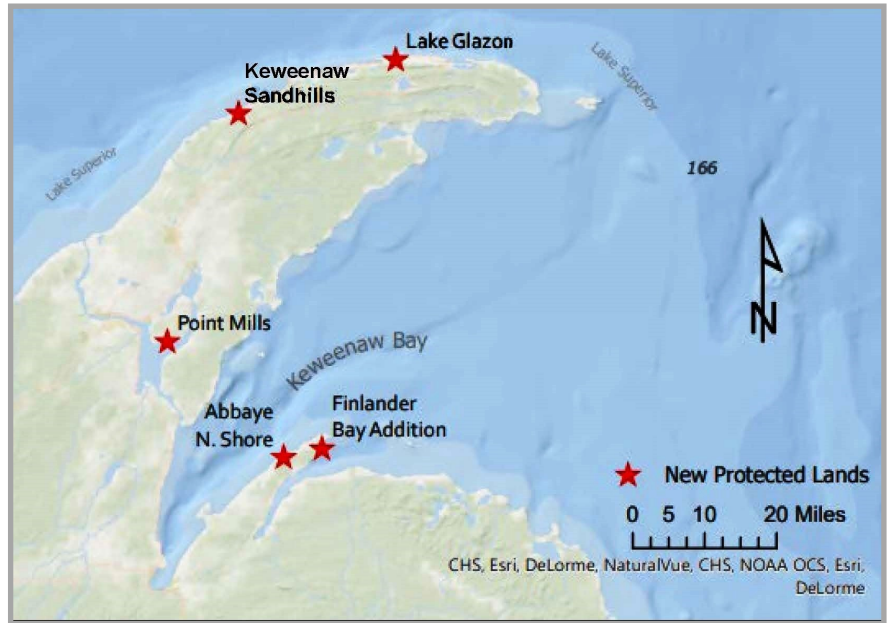 Lake Glazon
Keweenaw
Sandhills
Lake Superior
Lake Superior
166
N
Point Mills
Keweenaw Bay
Abbaye
N. Shore
Finlander
Bay Addition
New Protected Lands
0 5 10 20 Miles
CHS, Esri, DeLorme, NaturalVue, CHS, NOAA OCS, Esri,
DeLorme